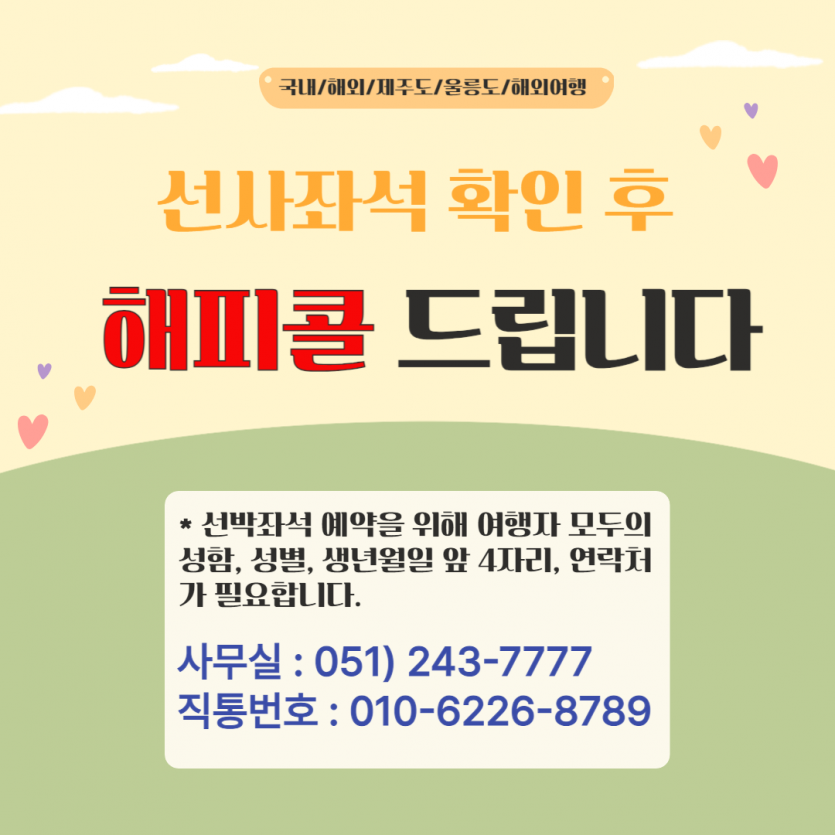 국내/해외/제주도/울릉도/해외여행
선사좌석 확인 후
해피콜 드립니다
* 선박좌석 예약을 위해 여행자 모두의
성함, 성별, 생년월일 앞 4자리, 연락처
가 필요합니다.
사무실 : 051) 243-7777
직통번호 : 010-6226-8789